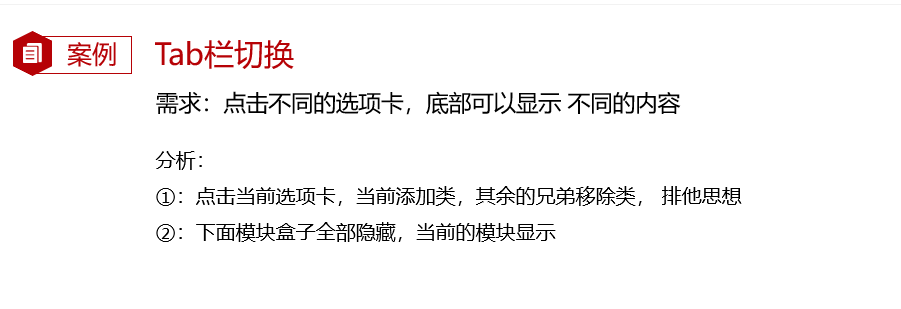 案例
Tab栏切换
需求：点击不同的选项卡，底部可以显示 不同的内容
分析：
①：点击当前选项卡，当前添加类，其余的兄弟移除类， 排他思想
②：下面模块盒子全部隐藏，当前的模块显示